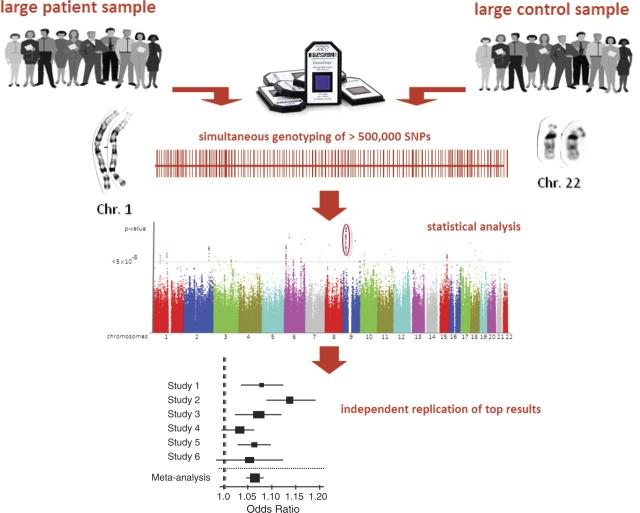 large patient sample
large control sample
GeneChip
simultaneous genotyping of > 500,000 SNPs
Chr. 1
Chr. 22
statistical analysis
p-value
<5x10⁻⁸
chromosomes 1 2 3 4 5 6 7 8 9 10 11 12 13 14 15 16 17 18 19 20 21 22
independent replication of top results
Study 1
Study 2
Study 3
Study 4
Study 5
Study 6
Meta-analysis
1.0 1.05 1.10 1.15 1.20
Odds Ratio